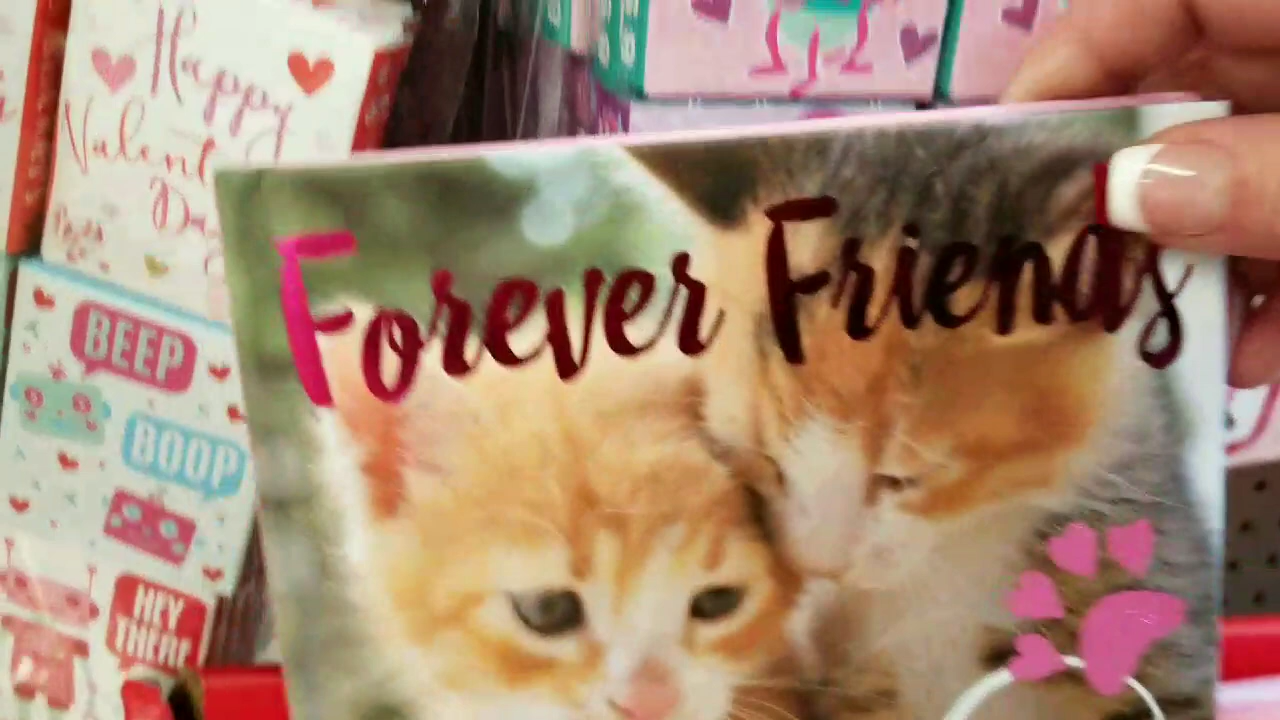 Happy
Valent
Da
Forever Friends
BEEP
BOOP
HEY
THERE